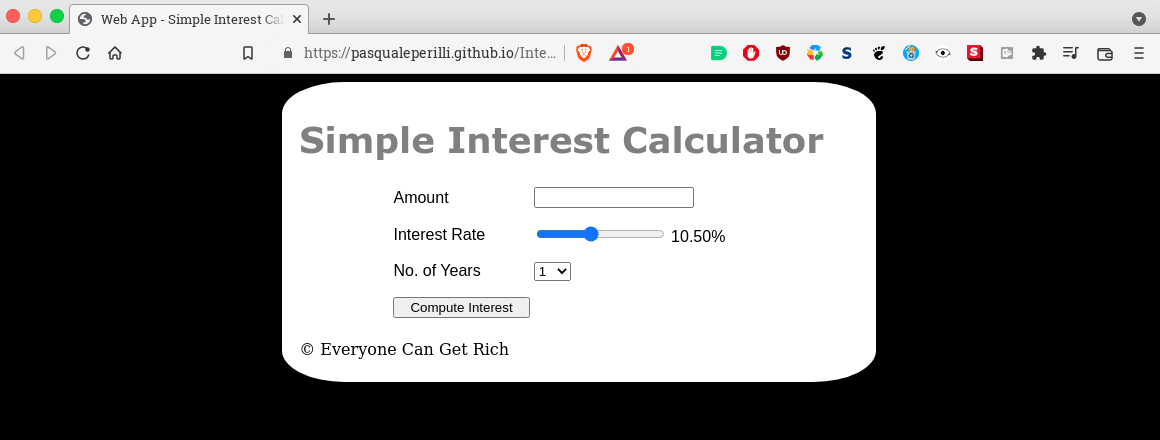 Web App - Simple Interest Cal
https://pasqualeperilli.github.io/Inte...
1
Simple Interest Calculator
Amount
Interest Rate 10.50%
No. of Years 1
Compute Interest
© Everyone Can Get Rich